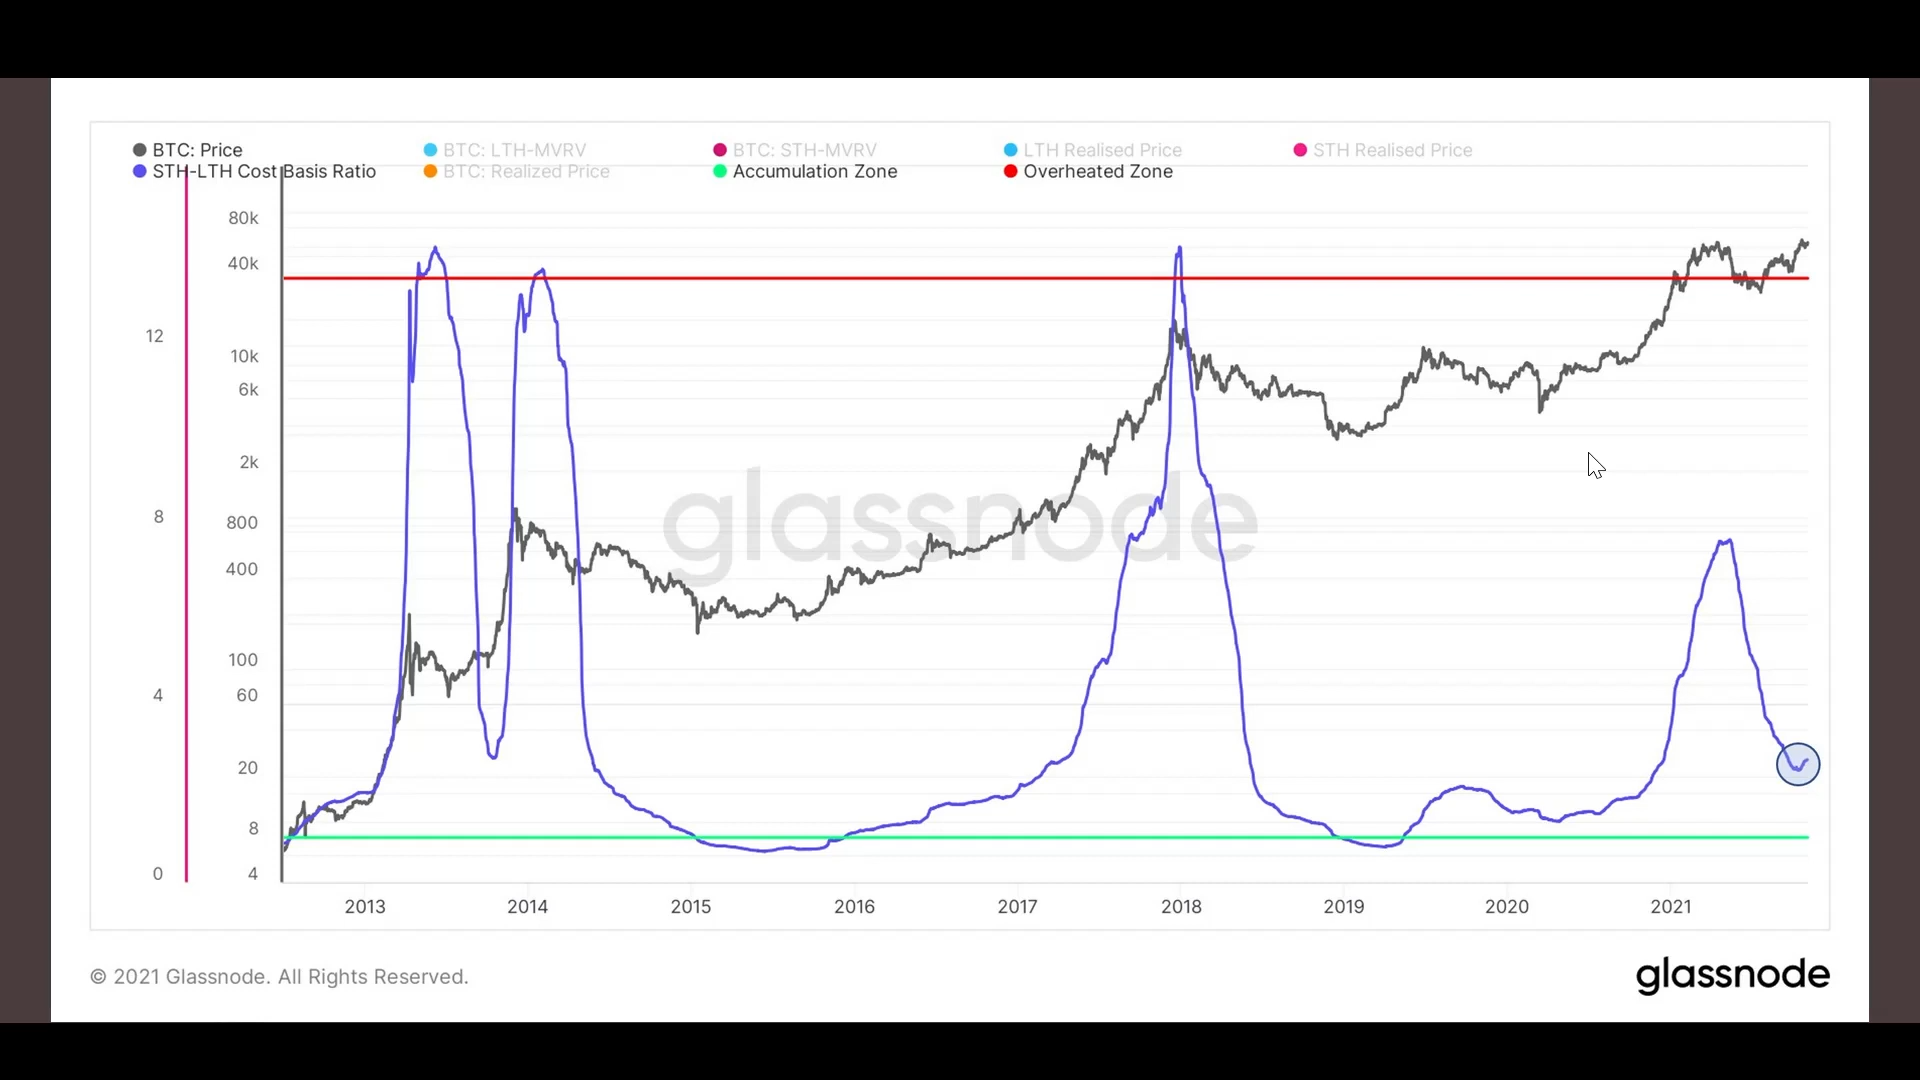 BTC: Price BTC: LTH-MVRV BTC: STH-MVRV LTH Realised Price STH Realised Price
STH-LTH Cost Basis Ratio BTC: Realized Price Accumulation Zone Overheated Zone
80k
40k
12
10k
6k
2k
glassnode
8
800
400
100
4
60
20
8
0
4
2013 2014 2015 2016 2017 2018 2019 2020 2021
© 2021 Glassnode. All Rights Reserved.
glassnode